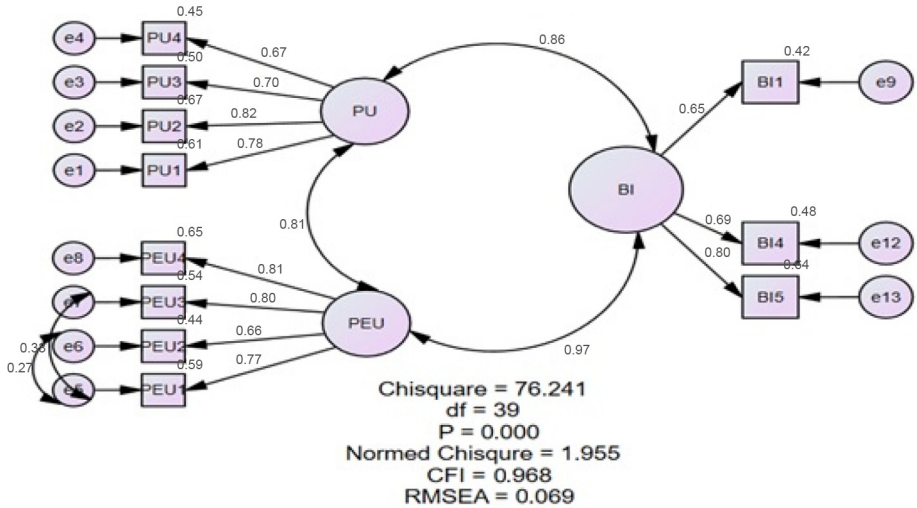 0.45
e4 PU4
0.67
0.50
e3 PU3
0.70
0.67
e2 PU2
0.82
0.61
e1 PU1
0.78
PU
0.86
0.42
BI1 e9
0.65
BI
0.69
0.48
BI4 e12
0.80
0.64
BI5 e13
0.81
0.65
e8 PEU4
0.81
0.54
e7 PEU3
0.80
0.44
e6 PEU2
0.66
0.59
e5 PEU1
0.77
PEU
0.27
0.97
Chisquare = 76.241
df = 39
P = 0.000
Normed Chisqure = 1.955
CFI = 0.968
RMSEA = 0.069